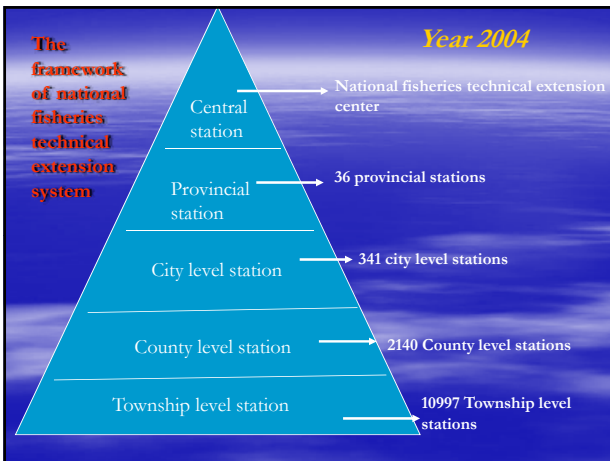 The
framework
of national
fisheries
technical
extension
system
Year 2004
Central
station
National fisheries technical extension
center
Provincial
station
36 provincial stations
City level station
341 city level stations
County level station
2140 County level stations
Township level station
10997 Township level
stations